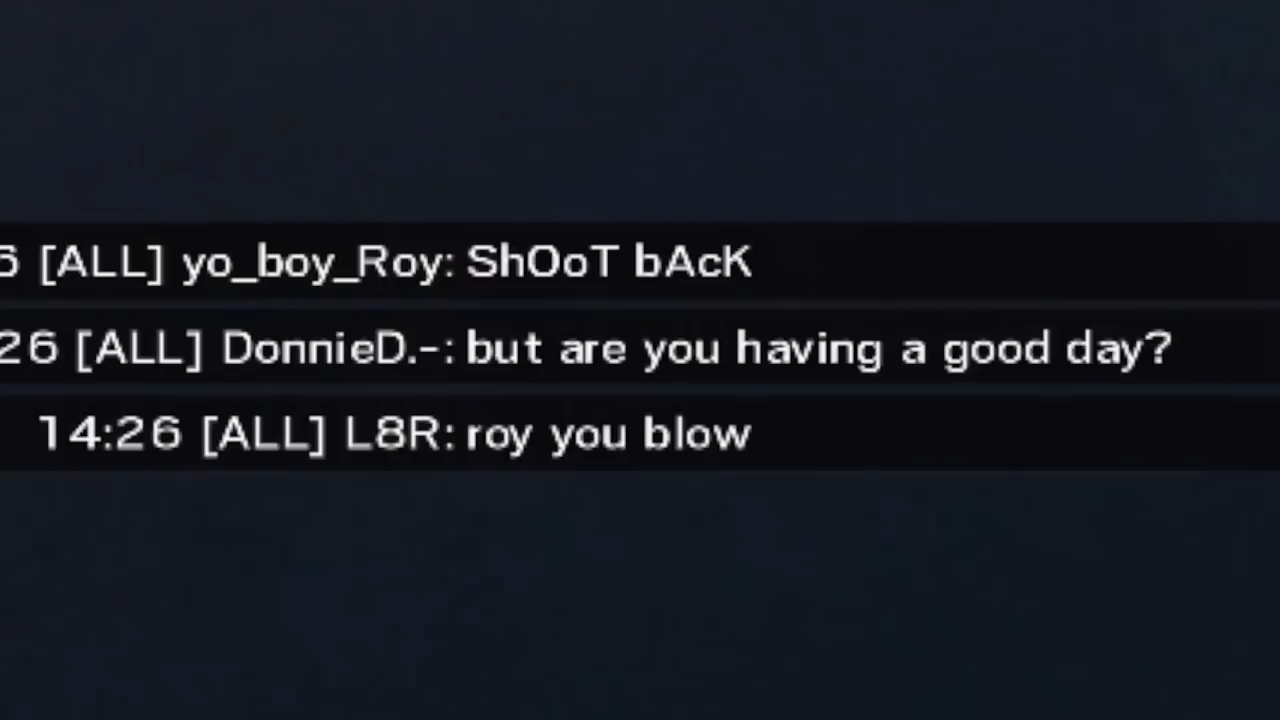 6 [ALL] yo_boy_Roy: ShOoT bAcK
26 [ALL] DonnieD.-: but are you having a good day?
14:26 [ALL] L8R: roy you blow